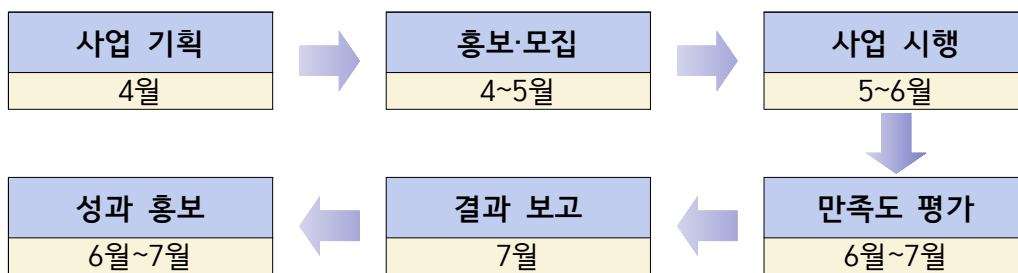 사업 기획
4월
홍보·모집
4~5월
사업 시행
5~6월
만족도 평가
6월~7월
결과 보고
7월
성과 홍보
6월~7월